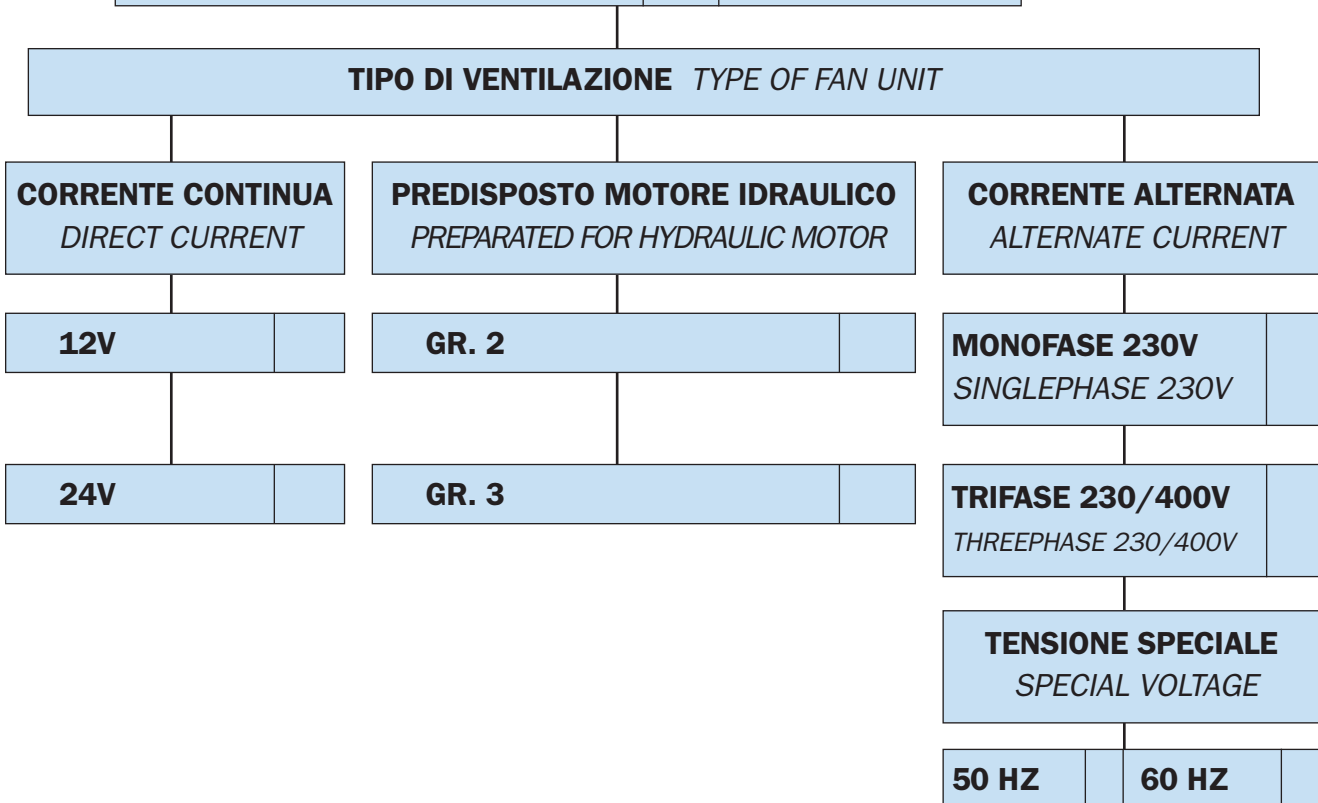 TIPO DI VENTILAZIONE TYPE OF FAN UNIT
CORRENTE CONTINUA
DIRECT CURRENT
PREDISPOSTO MOTORE IDRAULICO
PREPARATED FOR HYDRAULIC MOTOR
CORRENTE ALTERNATA
ALTERNATE CURRENT
12V
GR. 2
MONOFASE 230V
SINGLEPHASE 230V
24V
GR. 3
TRIFASE 230/400V
THREEPHASE 230/400V
TENSIONE SPECIALE
SPECIAL VOLTAGE
50 HZ
60 HZ